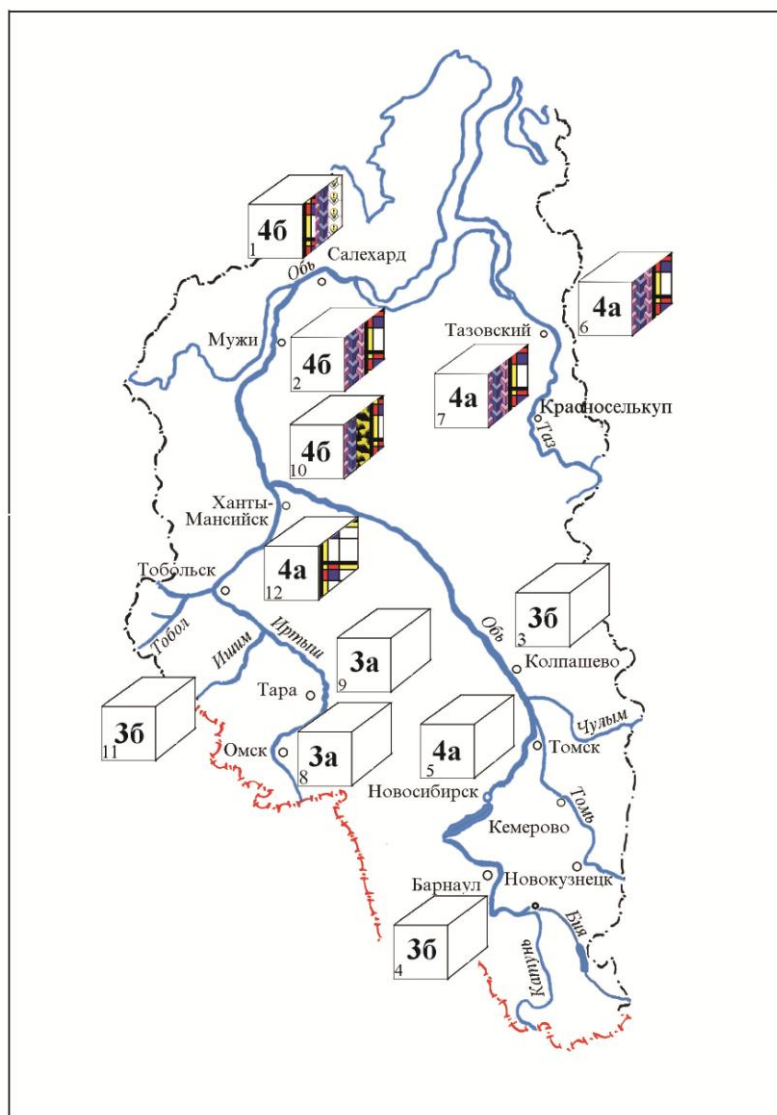 4б
1
Салехард
Обь
4а
6
Мужи
4б
2
Тазовский
4а
7
Красноселькуп
Таз
4б
10
Ханты-
Мансийск
4а
12
Тобольск
Тобол
Ишим
Иртыш
Обь
3б
3
Колпашево
3а
9
Тара
3б
11
Омск
3а
8
4а
5
Чулым
Томск
Новосибирск
Томь
Кемерово
Барнаул
Новокузнецк
3б
4
Катунь
Бия